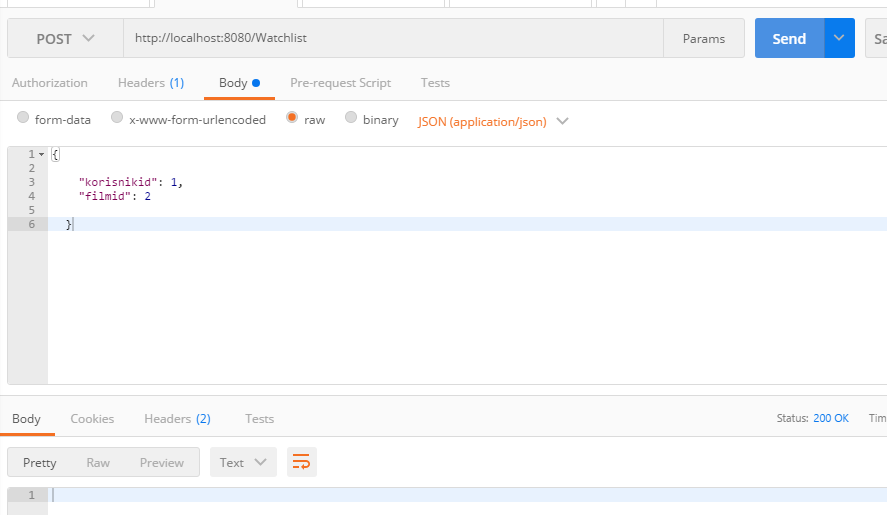 POST http://localhost:8080/Watchlist Params Send
Authorization Headers (1) Body Pre-request Script Tests
form-data x-www-form-urlencoded raw binary JSON (application/json)
1 {
2
3 "korisnikid": 1,
4 "filmid": 2
5
6 }
Body Cookies Headers (2) Tests Status: 200 OK
Pretty Raw Preview Text
1